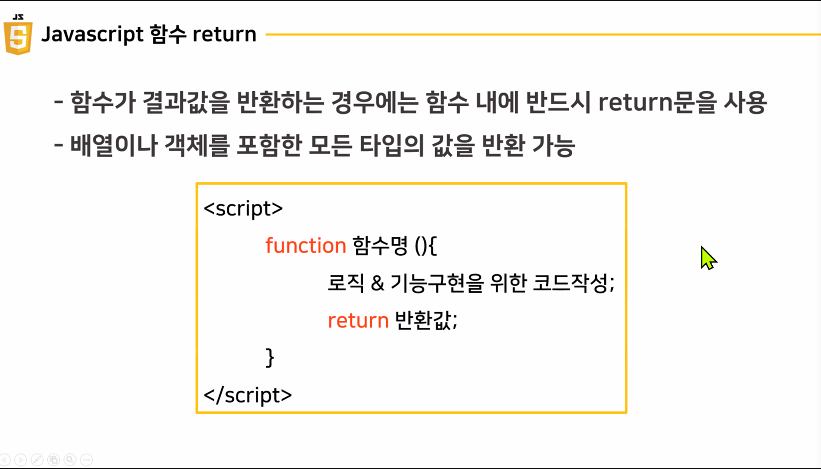 JS
Javascript 함수 return
- 함수가 결과값을 반환하는 경우에는 함수 내에 반드시 return문을 사용
- 배열이나 객체를 포함한 모든 타입의 값을 반환 가능
<script>
function 함수명 (){
로직 & 기능구현을 위한 코드작성;
return 반환값;
}
</script>